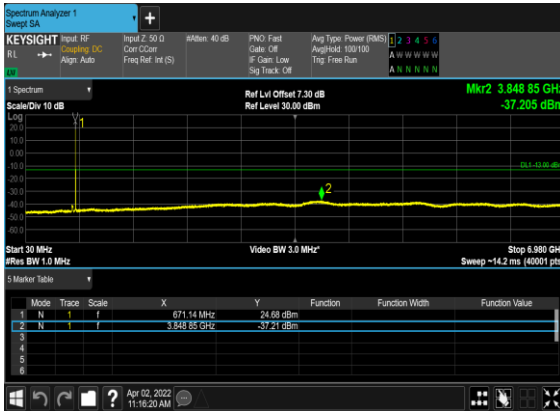 Spectrum Analyzer 1
Swept SA
+
KEYSIGHT
RL
Input: RF
Coupling: DC
Align: Auto
Input Z: 50 Ω
Corr CCorr
Freq Ref: Int (S)
#Atten: 40 dB
PNO: Fast
Gate: Off
IF Gain: Low
Sig Track: Off
Avg Type: Power (RMS)
Avg|Hold: 100/100
Trig: Free Run
1 2 3 4 5 6
A W W W W W
A N N N N N
1 Spectrum
Scale/Div 10 dB
Ref Lvl Offset 7.30 dB
Ref Level 30.00 dBm
Mkr2 3.848 85 GHz
-37.205 dBm
Log
20.0
10.0
0.00
-10.0
-20.0
-30.0
-40.0
-50.0
-60.0
1
2
DL1 -13.00 dBm
Start 30 MHz
#Res BW 1.0 MHz
Video BW 3.0 MHz*
Stop 6.980 GHz
Sweep ~14.2 ms (40001 pts)
5 Marker Table
Mode Trace Scale X Y Function Function Width Function Value
1 N 1 f 671.14 MHz 24.68 dBm
2 N 1 f 3.848 85 GHz -37.21 dBm
3
4
5
6
? Apr 02, 2022
11:16:20 AM